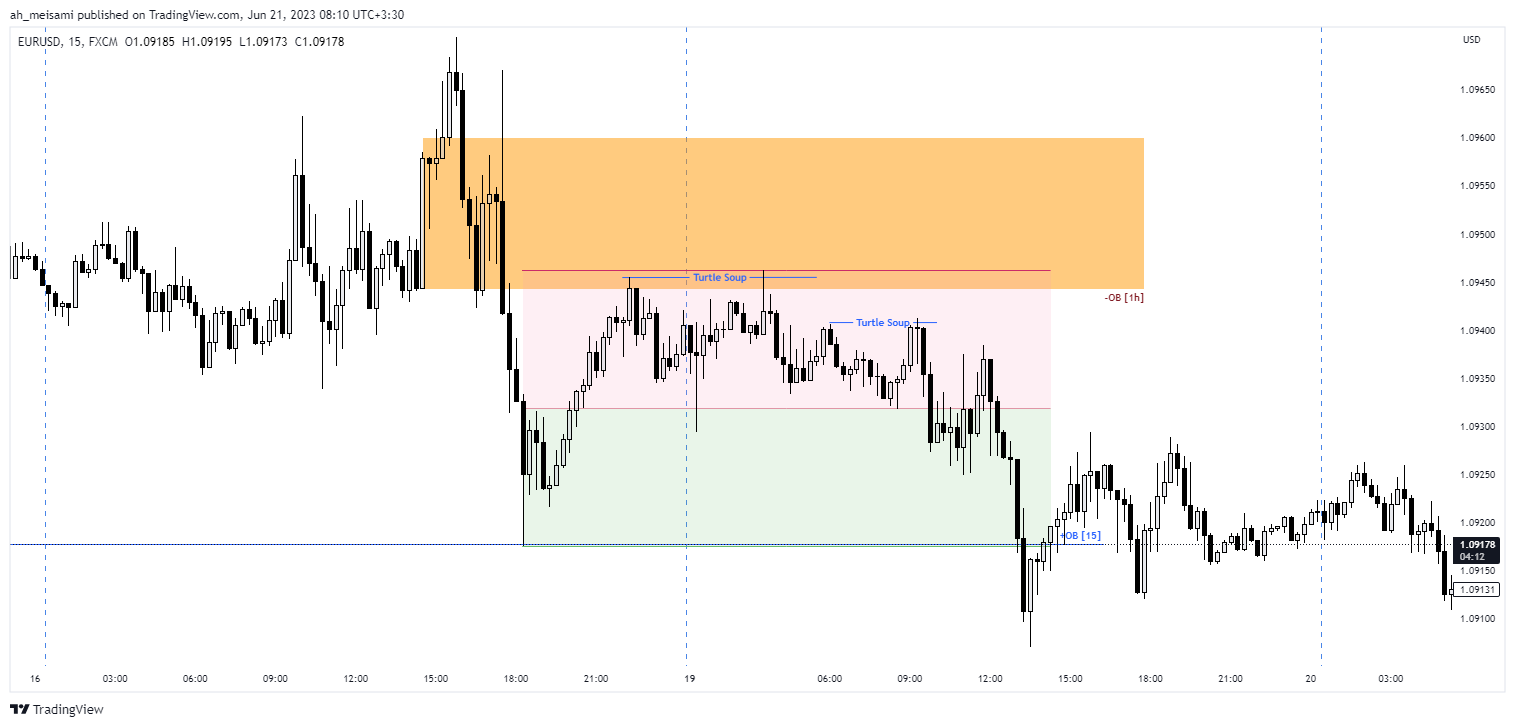 ah_meisami published on TradingView.com, Jun 21, 2023 08:10 UTC+3:30
EURUSD, 15, FXCM O1.09185 H1.09195 L1.09173 C1.09178
USD
1.09650
1.09600
1.09550
1.09500
1.09450
Turtle Soup
-OB [1h]
1.09400
Turtle Soup
1.09350
1.09300
1.09250
1.09200
+OB [15]
1.09178
04:12
1.09150
1.09131
1.09100
16 03:00 06:00 09:00 12:00 15:00 18:00 21:00 19 06:00 09:00 12:00 15:00 18:00 21:00 20 03:00
TradingView